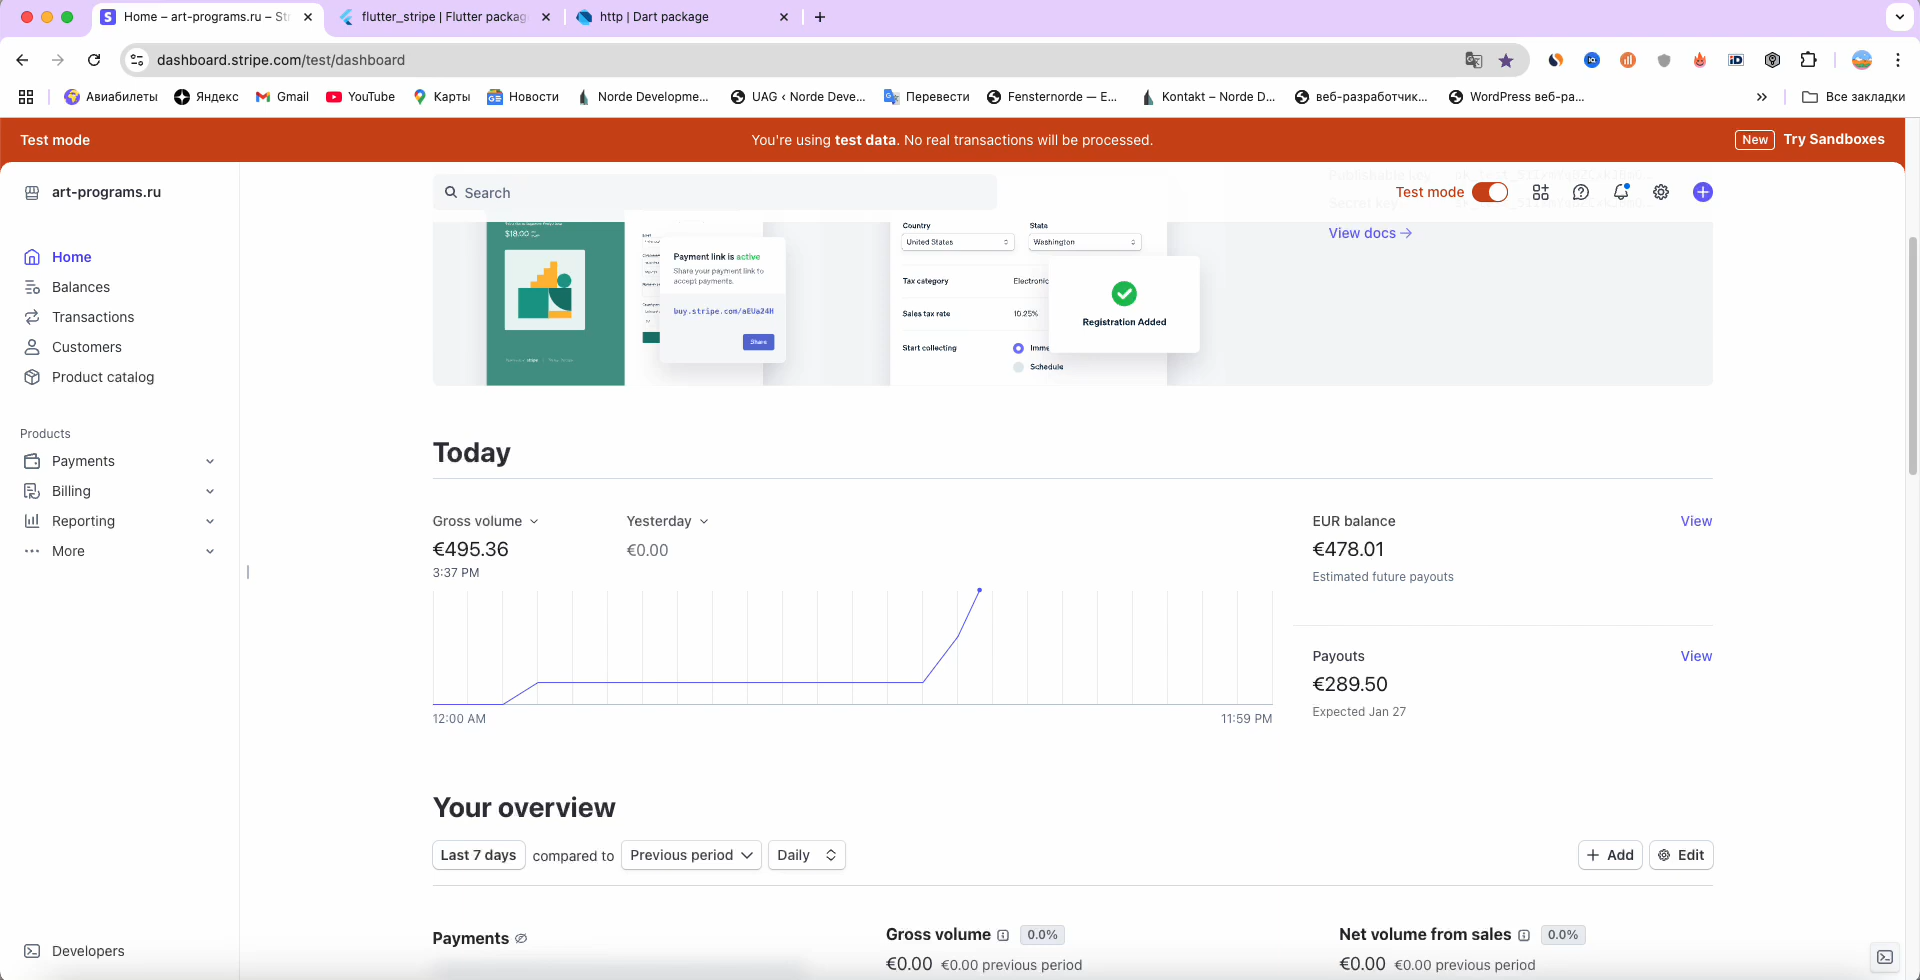 Home – art-programs.ru – St
flutter_stripe | Flutter packag
http | Dart package
dashboard.stripe.com/test/dashboard
Авиабилеты
Яндекс
Gmail
YouTube
Карты
Новости
Norde Developme...
UAG ‹ Norde Deve...
Перевести
Fensternorde — E...
Kontakt – Norde D...
веб-разработчик...
WordPress веб-ра...
Все закладки
Test mode
You're using test data. No real transactions will be processed.
New
Try Sandboxes
art-programs.ru
Search
Test mode
Publishable key
Secret key
View docs →
Home
Balances
Transactions
Customers
Product catalog
Products
Payments
Billing
Reporting
More
Developers
$18.00
Payment link is active
Share your payment link to
accept payments.
buy.stripe.com/aEUa24H
Share
Country
State
United States
Washington
Tax category
Electronic
Sales tax rate
10.25%
Start collecting
Imme
Schedule
Registration Added
Today
Gross volume
Yesterday
€495.36
€0.00
3:37 PM
12:00 AM
11:59 PM
EUR balance
View
€478.01
Estimated future payouts
Payouts
View
€289.50
Expected Jan 27
Your overview
Last 7 days
compared to
Previous period
Daily
Add
Edit
Payments
Gross volume
0.0%
€0.00
€0.00 previous period
Net volume from sales
0.0%
€0.00
€0.00 previous period